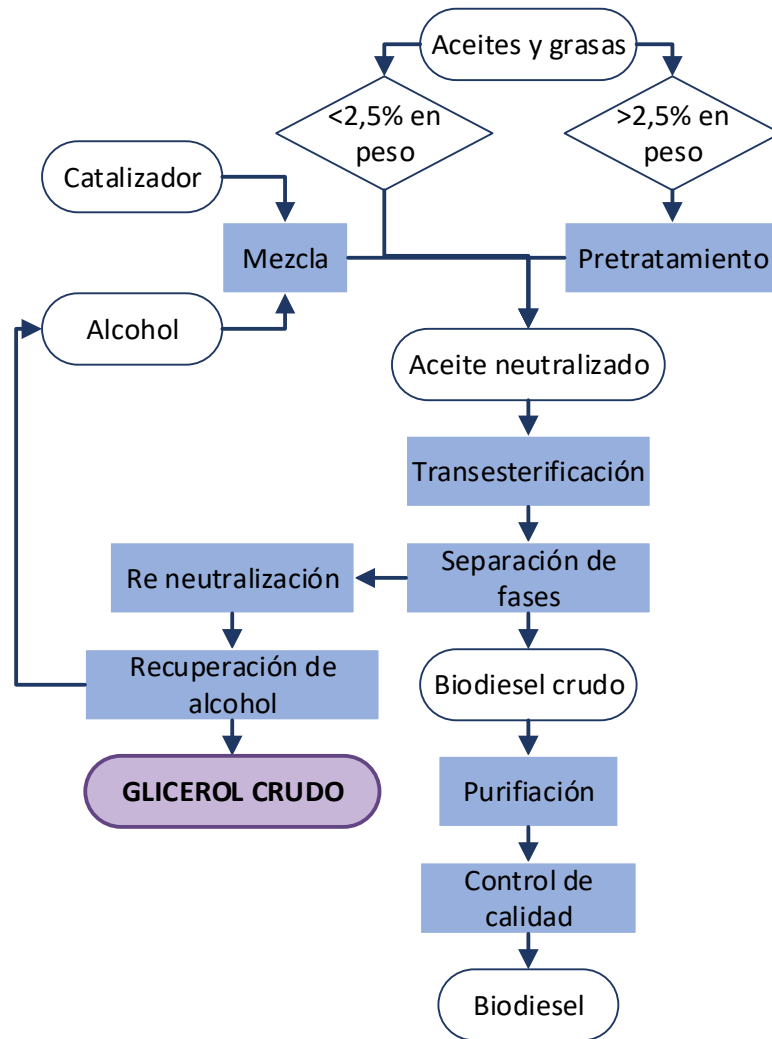 Aceites y grasas
<2,5% en
peso
>2,5% en
peso
Catalizador
Mezcla
Pretratamiento
Alcohol
Aceite neutralizado
Transesterificación
Separación de
fases
Re neutralización
Recuperación de
alcohol
Biodiesel crudo
GLICEROL CRUDO
Purifiación
Control de
calidad
Biodiesel